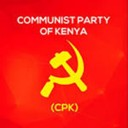 COMMUNIST PARTY
OF KENYA
(CPK)